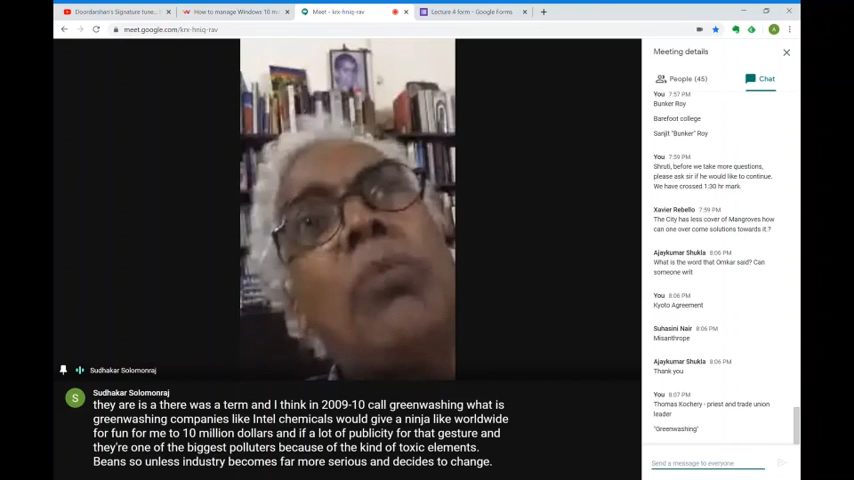 Doordarshan's Signature tune...
How to manage Windows 10 n
Meet - krx-hniq-rav
Lecture 4 form - Google Forms
meet.google.com/krx-hniq-rav
A
Meeting details
People (45)
Chat
You 7:57 PM
Bunker Roy
Barefoot college
Sanjit "Bunker" Roy
You 7:59 PM
Shruti, before we take more questions,
please ask sir if he would like to continue.
We have crossed 1:30 hr mark.
Xavier Rebello 7:59 PM
The City has less cover of Mangroves how
can one over come solutions towards it.?
Ajaykumar Shukla 8:06 PM
What is the word that Omkar said? Can
someone writ
You 8:06 PM
Kyoto Agreement
Suhasini Nair 8:06 PM
Misanthrope
Ajaykumar Shukla 8:06 PM
Thank you
You 8:07 PM
Thomas Kochery - priest and trade union
leader
"Greenwashing"
Send a message to everyone
Sudhakar Solomonraj
S
Sudhakar Solomonraj
they are is a there was a term and I think in 2009-10 call greenwashing what is
greenwashing companies like Intel chemicals would give a ninja like worldwide
for fun for me to 10 million dollars and if a lot of publicity for that gesture and
they're one of the biggest polluters because of the kind of toxic elements.
Beans so unless industry becomes far more serious and decides to change.